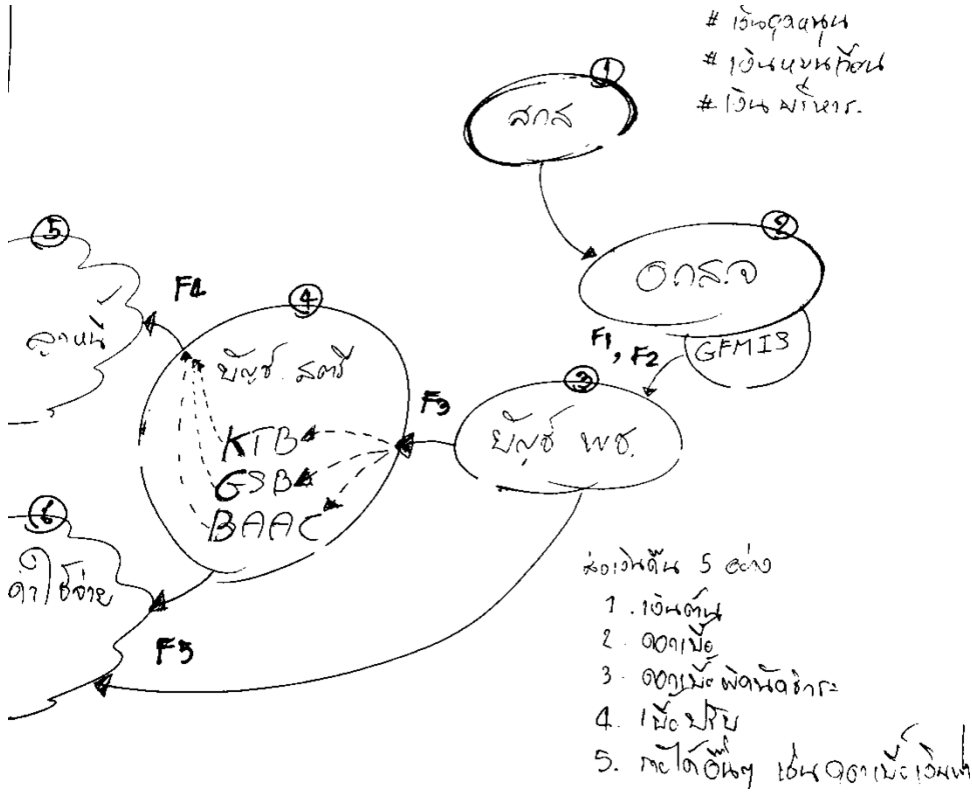 # เงินอุดหนุน
# เงินหมุนเวียน
# เงินบริหาร
1
สกส
2
อกส.จ
GFMIS
F1, F2
3
บัญชี พช.
F3
4
บัญชี สตรี
KTB
GSB
BAAC
F4
5
ลูกหนี้
6
ค่าใช้จ่าย
F5
ส่งเงินคืน 5 อย่าง
1. เงินต้น
2. ดอกเบี้ย
3. ดอกเบี้ยผิดนัดชำระ
4. เบี้ยปรับ
5. รายได้อื่นๆ เช่น ดอกเบี้ยเงินฝาก